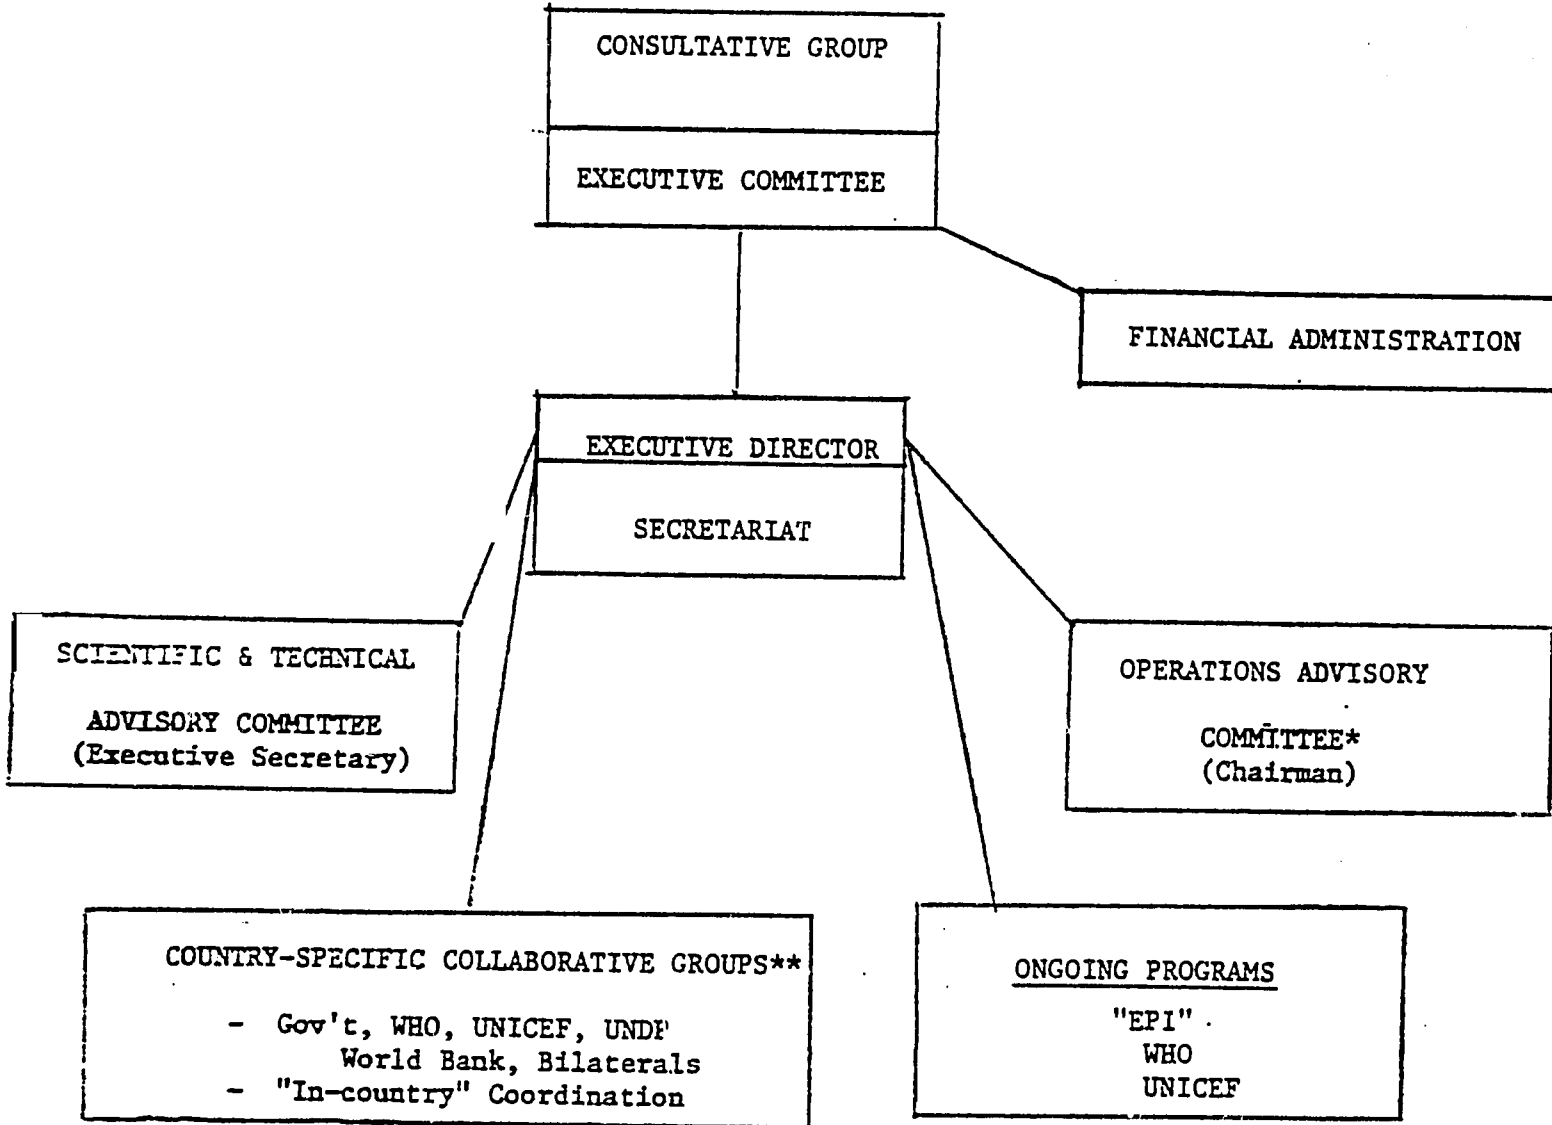 CONSULTATIVE GROUP
EXECUTIVE COMMITTEE
FINANCIAL ADMINISTRATION
EXECUTIVE DIRECTOR
SECRETARIAT
SCIENTIFIC & TECHNICAL
ADVISORY COMMITTEE
(Executive Secretary)
OPERATIONS ADVISORY
COMMITTEE*
(Chairman)
COUNTRY-SPECIFIC COLLABORATIVE GROUPS**
- Gov't, WHO, UNICEF, UNDP
World Bank, Bilaterals
- "In-country" Coordination
ONGOING PROGRAMS
"EPI"
WHO
UNICEF